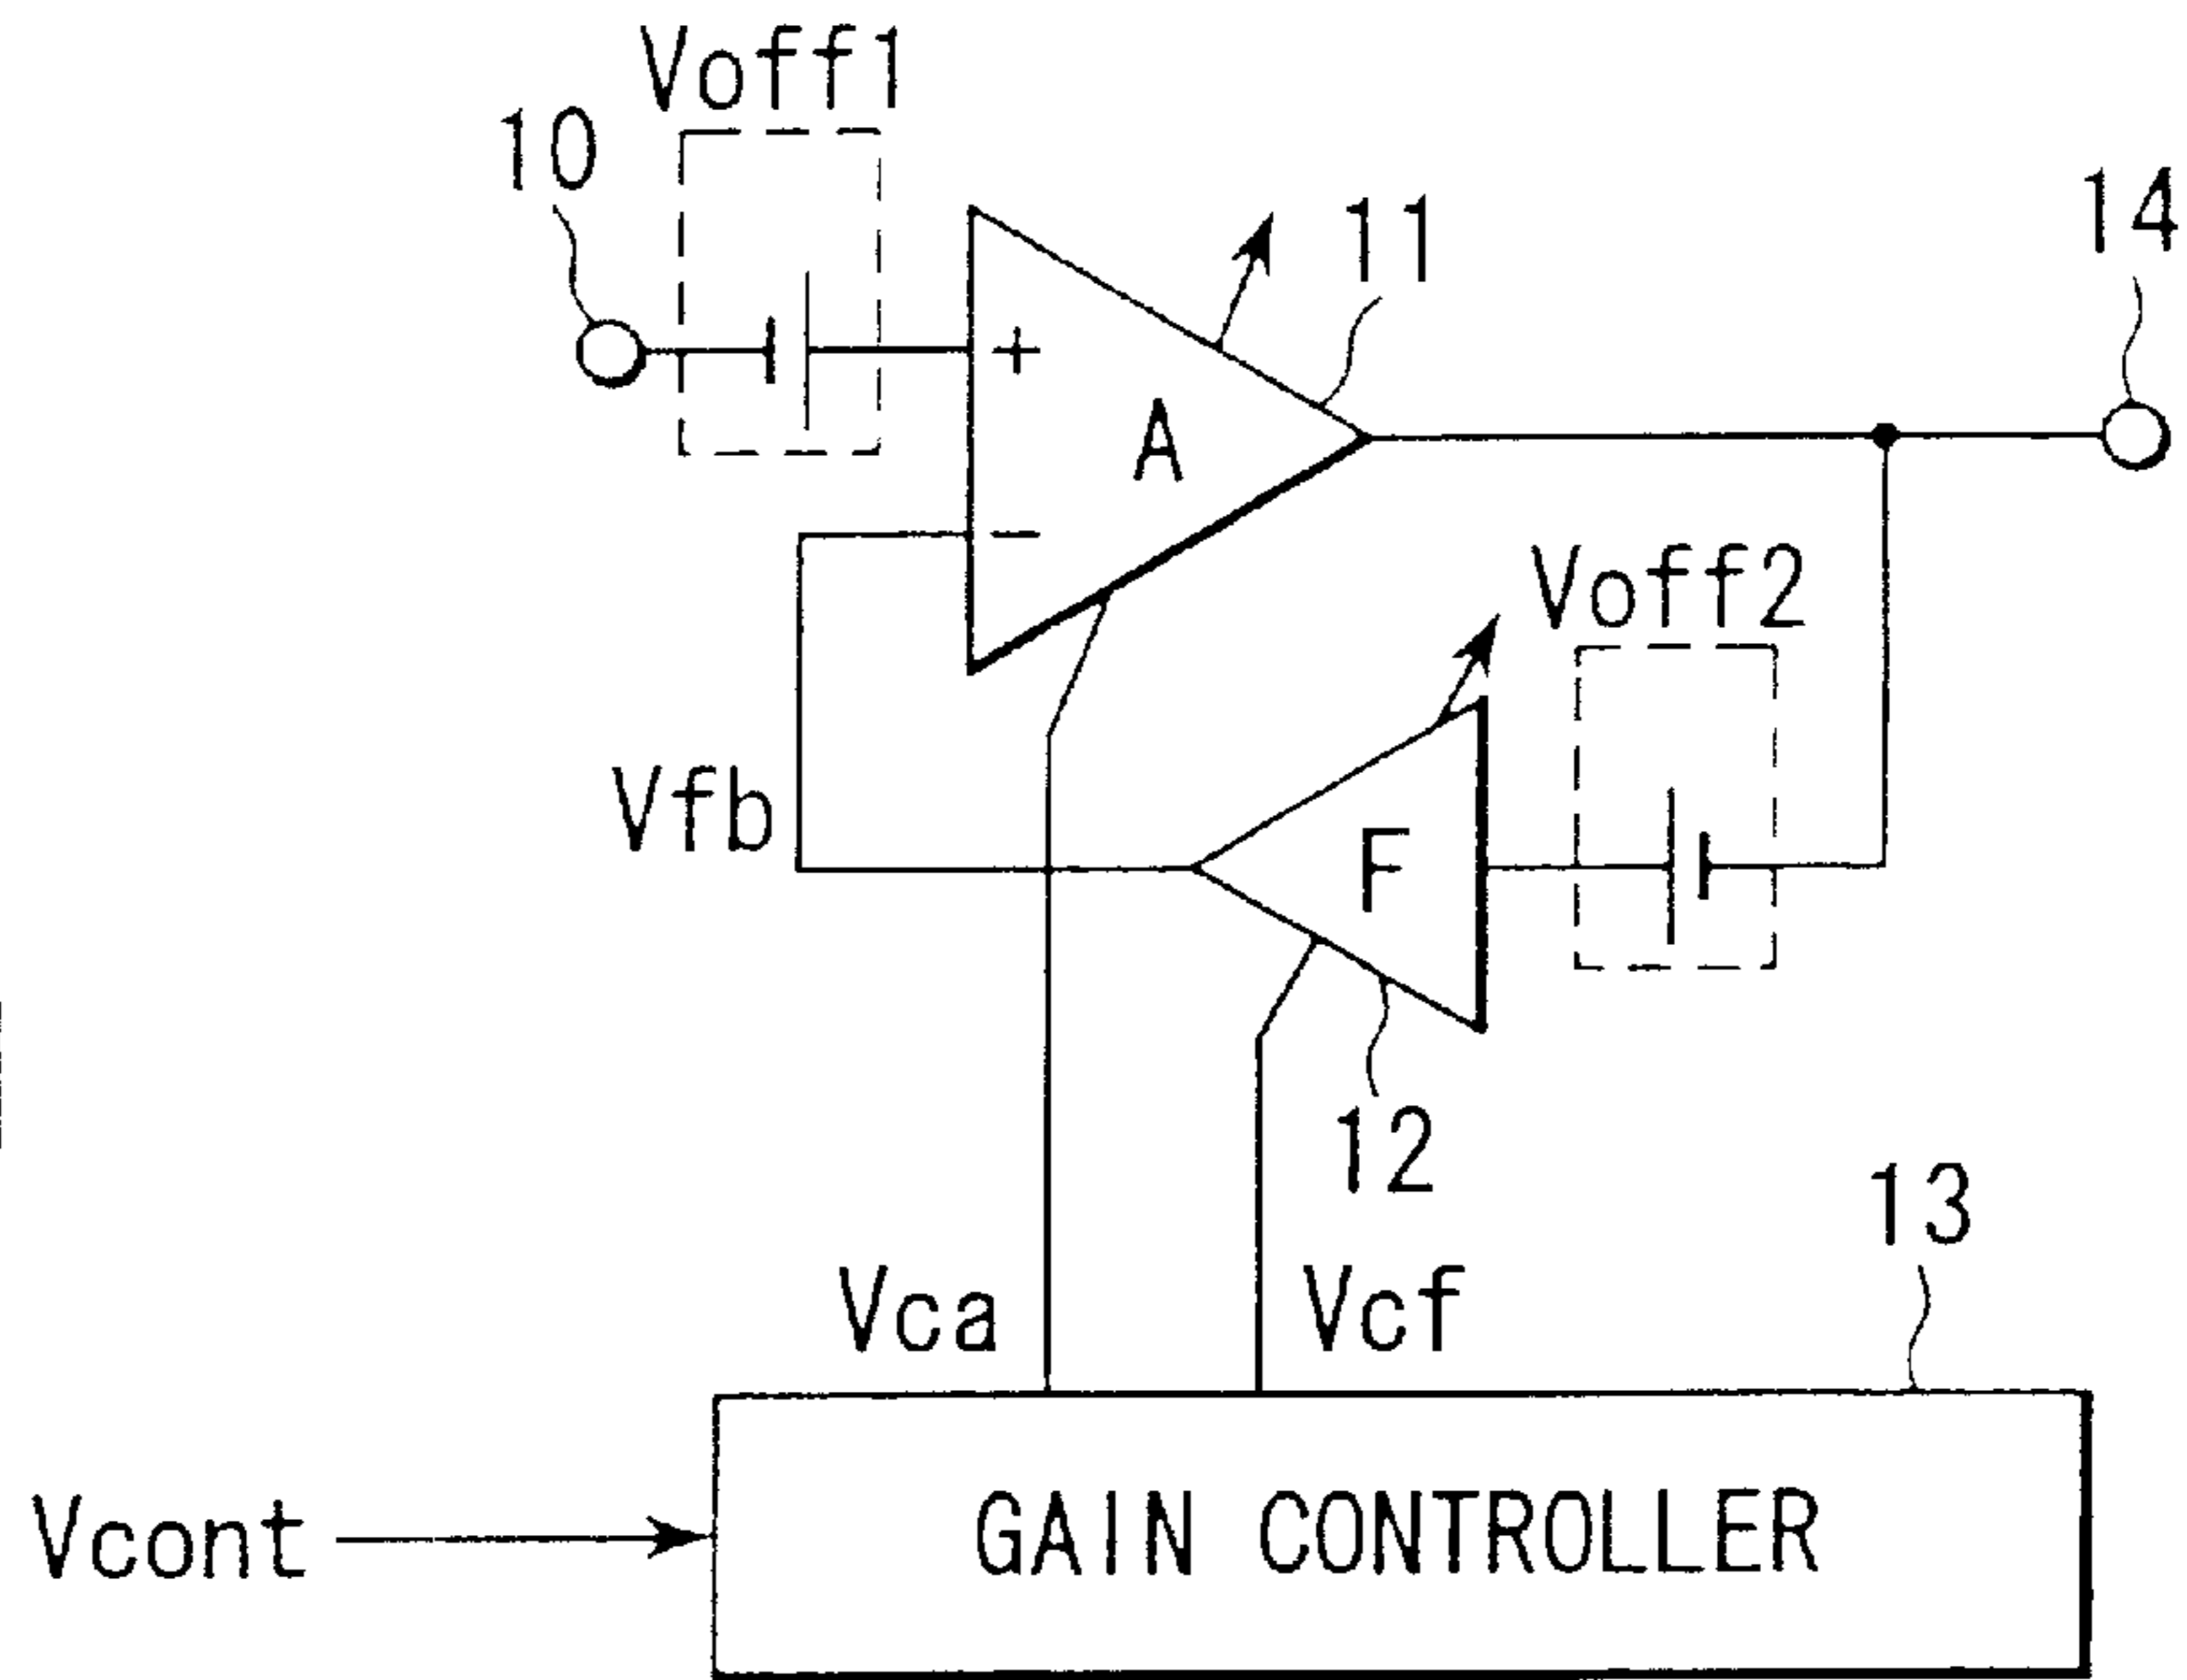 Voff1
10
11
14
+
A
−
Voff2
Vfb
F
12
13
Vca
Vcf
Vcont
GAIN CONTROLLER